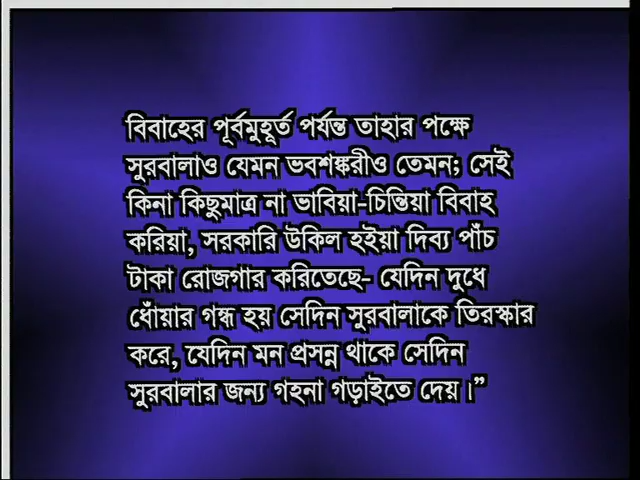 বিবাহের পূর্বমুহূর্ত পর্যন্ত তাহার পক্ষে
সুরবালাও যেমন ভবশঙ্করীও তেমন; সেই
কিনা কিছুমাত্র না ভাবিয়া-চিন্তিয়া বিবাহ
করিয়া, সরকারি উকিল হইয়া দিব্য পাঁচ
টাকা রোজগার করিতেছে- যেদিন দুধে
ধোঁয়ার গন্ধ হয় সেদিন সুরবালাকে তিরস্কার
করে, যেদিন মন প্রসন্ন থাকে সেদিন
সুরবালার জন্য গহনা গড়াইতে দেয়।”